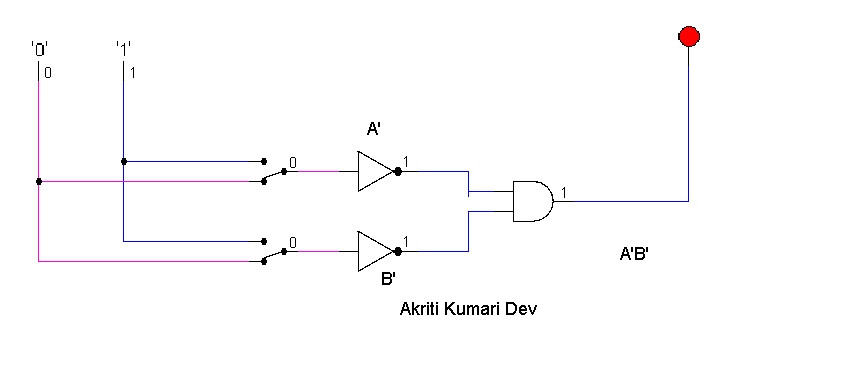 '0' '1'
0 1
A'
0 1
1
0 1
A'B'
B'
Akriti Kumari Dev